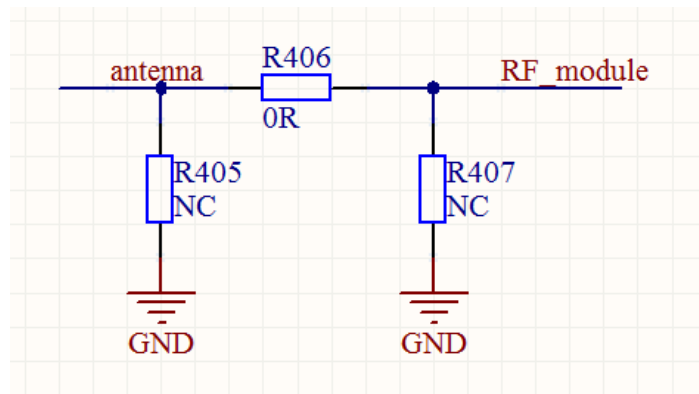 R406
antenna
RF_module
0R
R405
NC
R407
NC
GND
GND